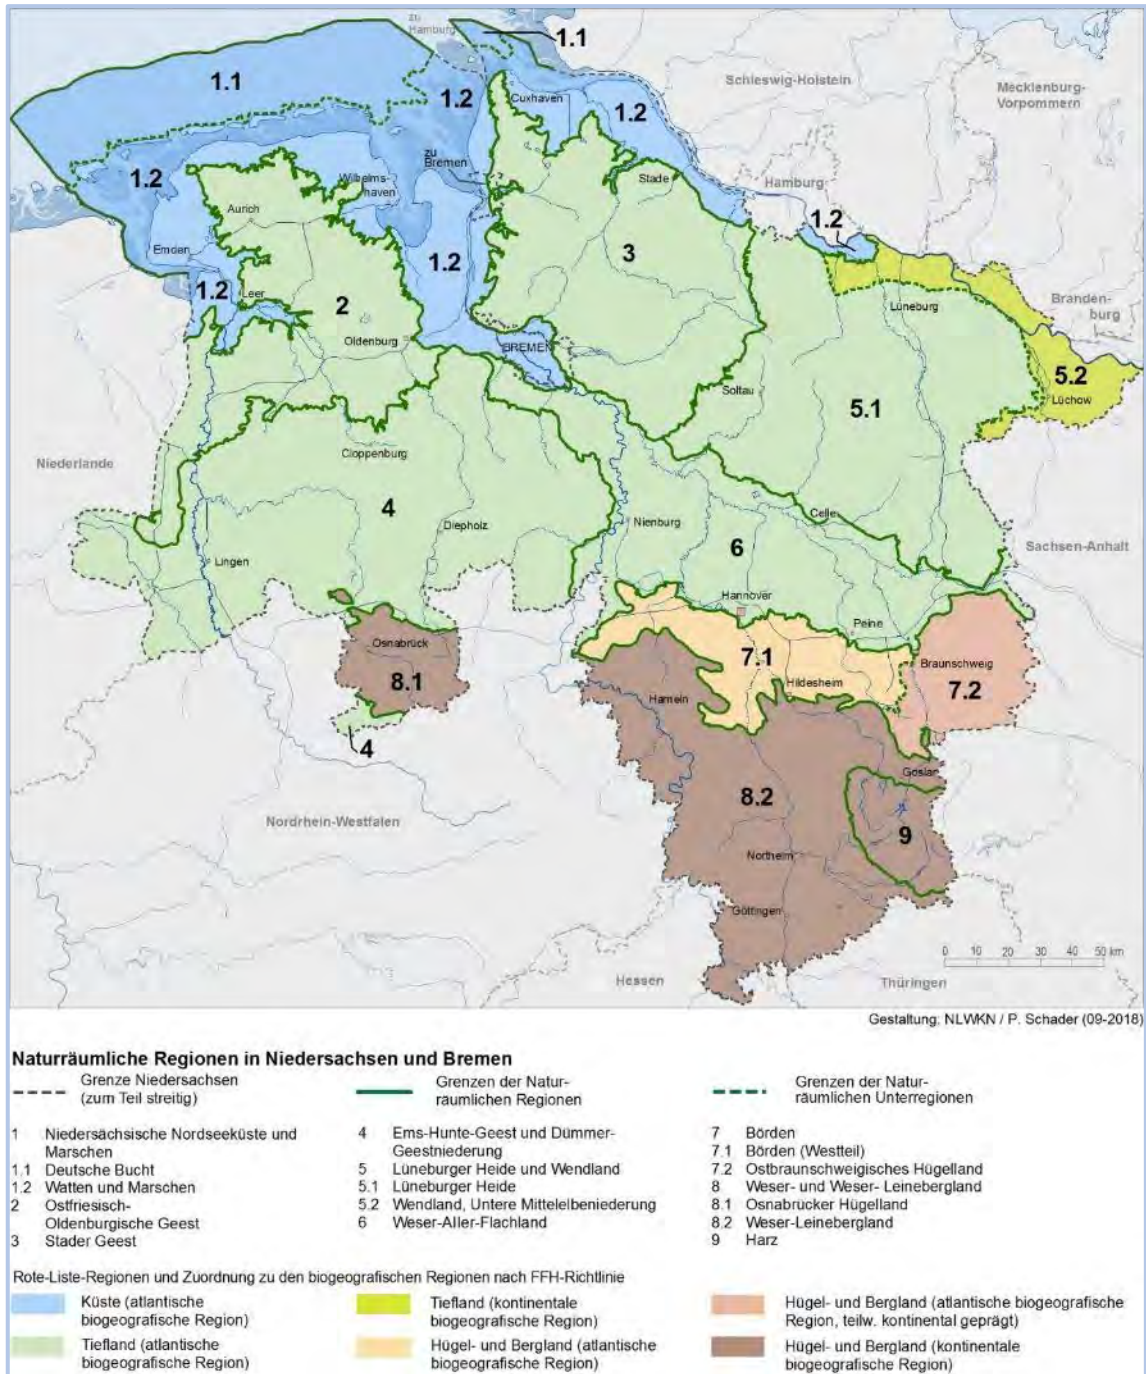 zu
Hamburg
1.1
1.1
Schleswig-Holstein
Mecklenburg-
Vorpommern
1.2
Cuxhaven
1.2
zu
Bremen
1.2
Wilhelms-
haven
Stade
Hamburg
Aurich
1.2
Emden
3
1.2
1.2
Leer
2
Lüneburg
Branden-
burg
Oldenburg
BREMEN
5.2
Soltau
5.1
Lüchow
Niederlande
Cloppenburg
4
Diepholz
Nienburg
Celle
6
Sachsen-Anhalt
Lingen
Hannover
Peine
Osnabrück
7.1
Braunschweig
8.1
Hildesheim
7.2
Hameln
4
Goslar
8.2
Nordrhein-Westfalen
9
Northeim
Göttingen
0 10 20 30 40 50 km
Hessen
Thüringen
Gestaltung: NLWKN / P. Schader (09-2018)
Naturräumliche Regionen in Niedersachsen und Bremen
Grenze Niedersachsen
(zum Teil streitig)
Grenzen der Natur-
räumlichen Regionen
Grenzen der Natur-
räumlichen Unterregionen
1 Niedersächsische Nordseeküste und
Marschen
1.1 Deutsche Bucht
1.2 Watten und Marschen
2 Ostfriesisch-
Oldenburgische Geest
3 Stader Geest
4 Ems-Hunte-Geest und Dümmer-
Geestniederung
5 Lüneburger Heide und Wendland
5.1 Lüneburger Heide
5.2 Wendland, Untere Mittelelbeniederung
6 Weser-Aller-Flachland
7 Börden
7.1 Börden (Westteil)
7.2 Ostbraunschweigisches Hügelland
8 Weser- und Weser- Leinebergland
8.1 Osnabrücker Hügelland
8.2 Weser-Leinebergland
9 Harz
Rote-Liste-Regionen und Zuordnung zu den biogeografischen Regionen nach FFH-Richtlinie
Küste (atlantische
biogeografische Region)
Tiefland (atlantische
biogeografische Region)
Tiefland (kontinentale
biogeografische Region)
Hügel- und Bergland (atlantische
biogeografische Region)
Hügel- und Bergland (atlantische biogeografische
Region, teilw. kontinental geprägt)
Hügel- und Bergland (kontinentale
biogeografische Region)